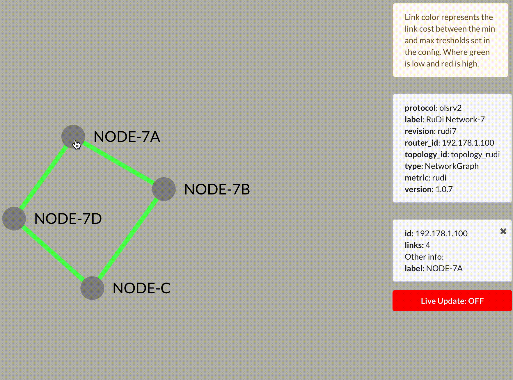 Link color represents the
link cost between the min
and max tresholds set in
the config. Where green
is low and red is high.
protocol: olsrv2
label: RuDi Network-7
revision: rudi7
router_id: 192.178.1.100
topology_id: topology_rudi
type: NetworkGraph
metric: rudi
version: 1.0.7
id: 192.178.1.100
links: 4
Other info:
label: NODE-7A
Live Update: OFF
NODE-7A
NODE-7B
NODE-7D
NODE-C